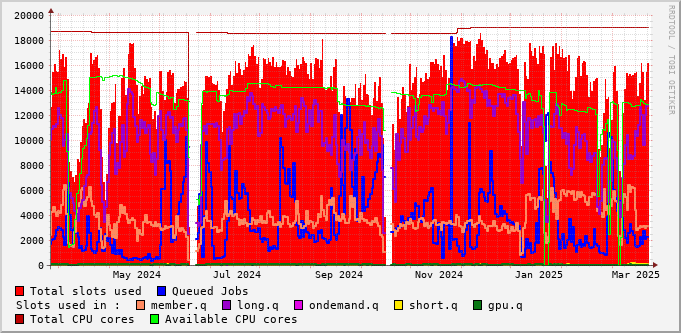 20000
18000
16000
14000
12000
10000
8000
6000
4000
2000
0
May 2024 Jul 2024 Sep 2024 Nov 2024 Jan 2025 Mar 2025
RRDTOOL / TOBI OETIKER
Total slots used Queued Jobs
Slots used in : member.q long.q ondemand.q short.q gpu.q
Total CPU cores Available CPU cores